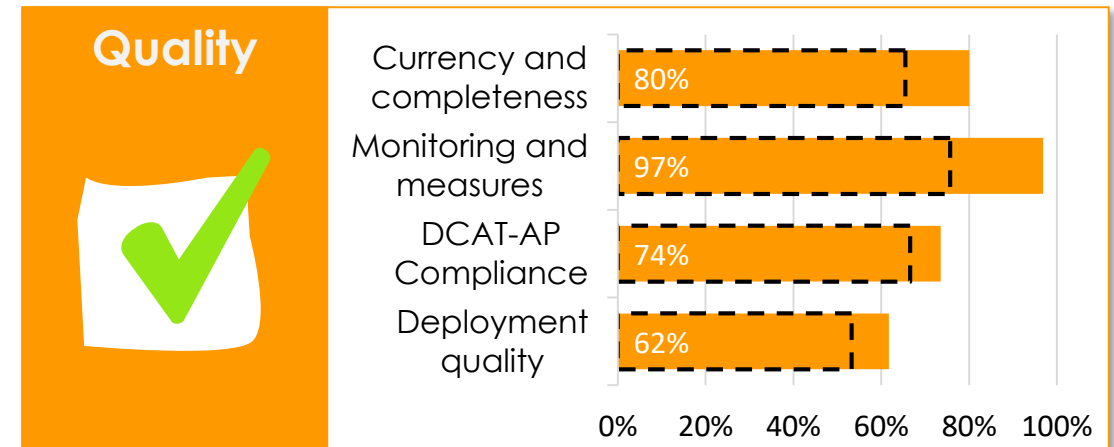 Quality
Currency and
completeness
80%
Monitoring and
measures
97%
DCAT-AP
Compliance
74%
Deployment
quality
62%
0% 20% 40% 60% 80% 100%